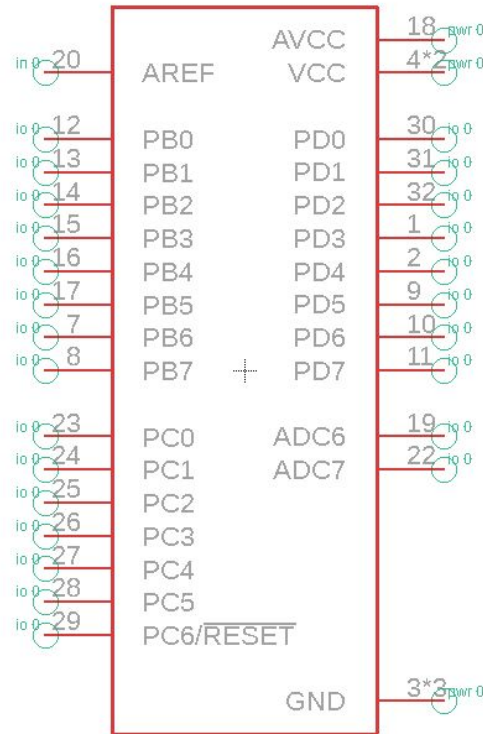 AVCC 18 pwr 0
in 0 20 AREF VCC 4*2 pwr 0
io 0 12 PB0 PD0 30 io 0
io 0 13 PB1 PD1 31 io 0
io 0 14 PB2 PD2 32 io 0
io 0 15 PB3 PD3 1 io 0
io 0 16 PB4 PD4 2 io 0
io 0 17 PB5 PD5 9 io 0
io 0 7 PB6 PD6 10 io 0
io 0 8 PB7 PD7 11 io 0
io 0 23 PC0 ADC6 19 io 0
io 0 24 PC1 ADC7 22 io 0
io 0 25 PC2
io 0 26 PC3
io 0 27 PC4
io 0 28 PC5
io 0 29 PC6/RESET
GND 3*3 pwr 0